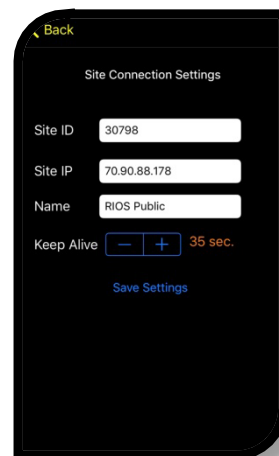 Back
Site Connection Settings
Site ID 30798
Site IP 70.90.88.178
Name RIOS Public
Keep Alive − + 35 sec.
Save Settings